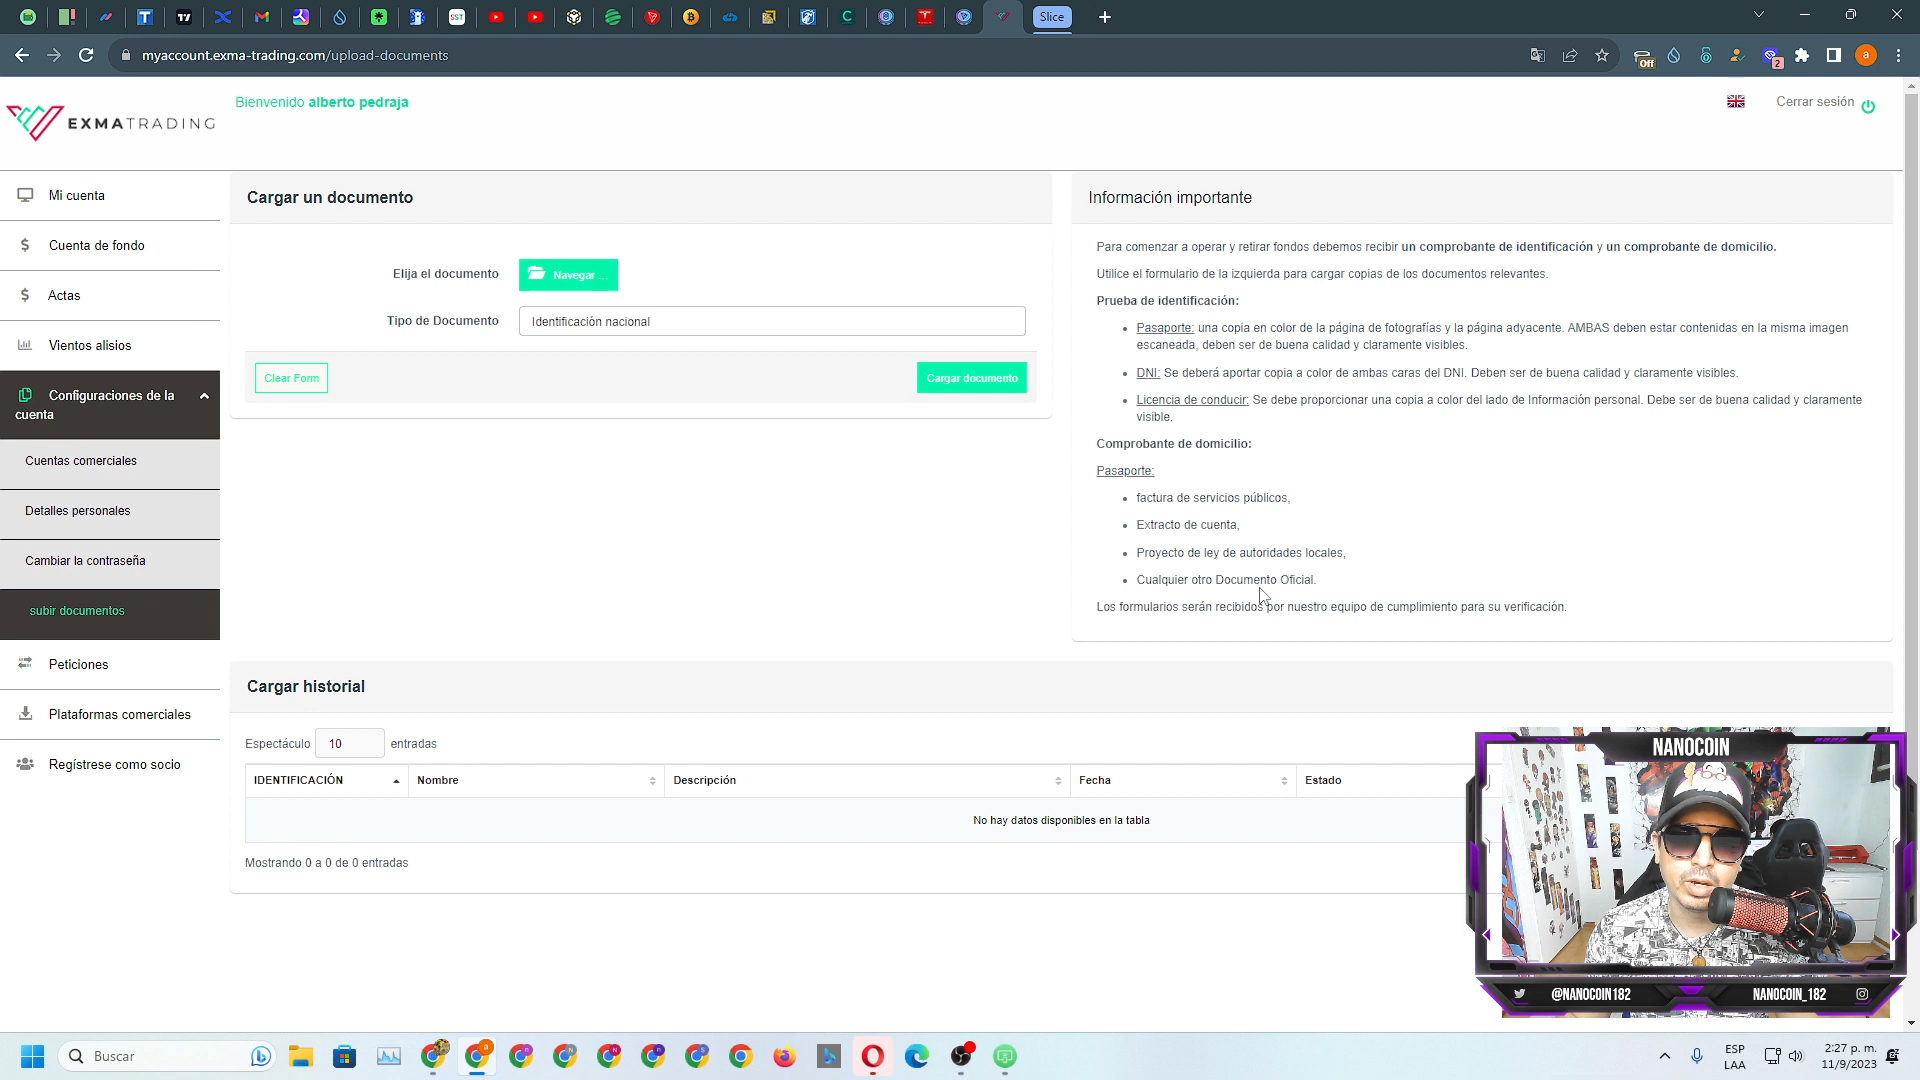 Slice
myaccount.exma-trading.com/upload-documents
Off
2
a
EXMATRADING
Bienvenido alberto pedraja
Cerrar sesión
Mi cuenta
Cuenta de fondo
Actas
Vientos alisios
Configuraciones de la
cuenta
Cuentas comerciales
Detalles personales
Cambiar la contraseña
subir documentos
Peticiones
Plataformas comerciales
Regístrese como socio
Cargar un documento
Elija el documento
Navegar ...
Tipo de Documento
Identificación nacional
Clear Form
Cargar documento
Información importante
Para comenzar a operar y retirar fondos debemos recibir un comprobante de identificación y un comprobante de domicilio.
Utilice el formulario de la izquierda para cargar copias de los documentos relevantes.
Prueba de identificación:
Pasaporte: una copia en color de la página de fotografías y la página adyacente. AMBAS deben estar contenidas en la misma imagen
escaneada, deben ser de buena calidad y claramente visibles.
DNI: Se deberá aportar copia a color de ambas caras del DNI. Deben ser de buena calidad y claramente visibles.
Licencia de conducir: Se debe proporcionar una copia a color del lado de Información personal. Debe ser de buena calidad y claramente
visible.
Comprobante de domicilio:
Pasaporte:
factura de servicios públicos,
Extracto de cuenta,
Proyecto de ley de autoridades locales,
Cualquier otro Documento Oficial.
Los formularios serán recibidos por nuestro equipo de cumplimiento para su verificación.
Cargar historial
Espectáculo 10 entradas
IDENTIFICACIÓN Nombre Descripción Fecha Estado
No hay datos disponibles en la tabla
Mostrando 0 a 0 de 0 entradas
NANOCOIN
@NANOCOIN182 NANOCOIN_182
Buscar
ESP
LAA
2:27 p. m.
11/9/2023